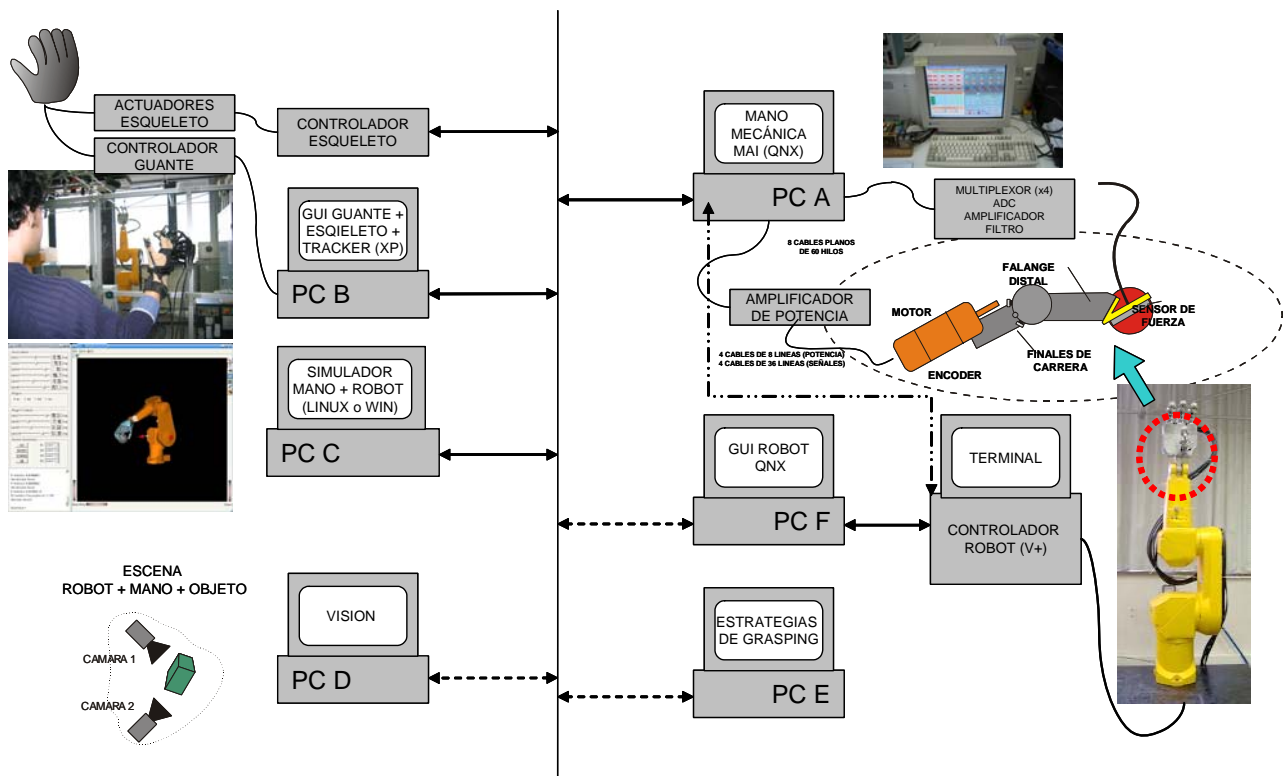 ACTUADORES
ESQUELETO
CONTROLADOR
GUANTE
CONTROLADOR
ESQUELETO
GUI GUANTE +
ESQIELETO +
TRACKER (XP)
PC B
SIMULADOR
MANO + ROBOT
(LINUX o WIN)
PC C
ESCENA
ROBOT + MANO + OBJETO
CAMARA 1
CAMARA 2
VISION
PC D
MANO
MECÁNICA
MAI (QNX)
PC A
MULTIPLEXOR (x4)
ADC
AMPLIFICADOR
FILTRO
8 CABLES PLANOS
DE 60 HILOS
AMPLIFICADOR
DE POTENCIA
4 CABLES DE 8 LINEAS (POTENCIA)
4 CABLES DE 36 LINEAS (SEÑALES)
MOTOR
ENCODER
FALANGE
DISTAL
SENSOR DE
FUERZA
FINALES DE
CARRERA
GUI ROBOT
QNX
PC F
TERMINAL
CONTROLADOR
ROBOT (V+)
ESTRATEGIAS
DE GRASPING
PC E